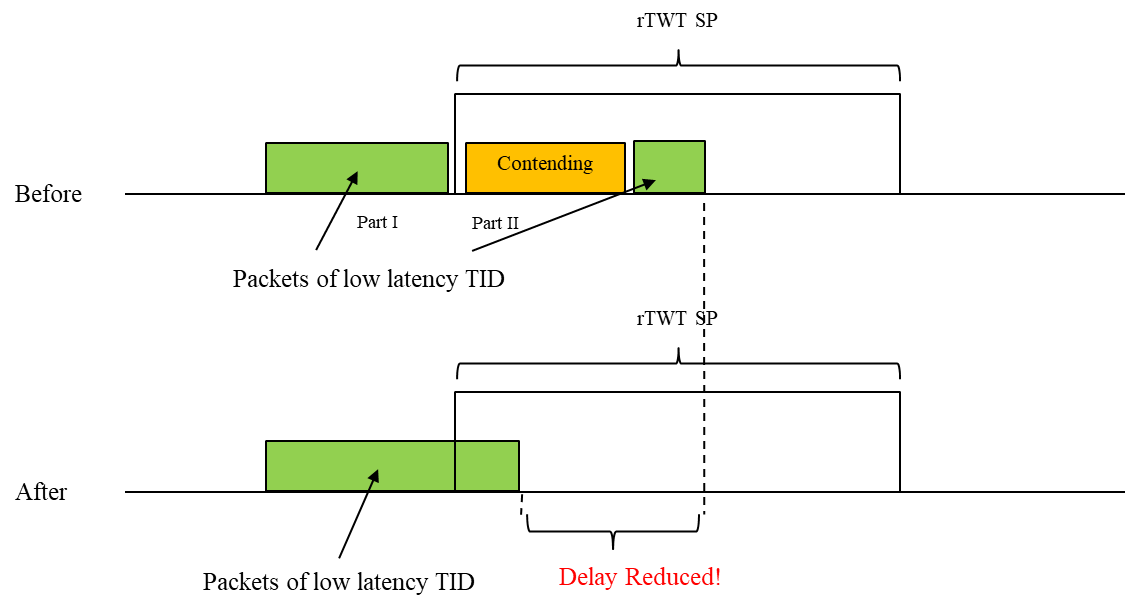 rTWT SP
Contending
Before
Part I
Part II
Packets of low latency TID
rTWT SP
After
Packets of low latency TID
Delay Reduced!